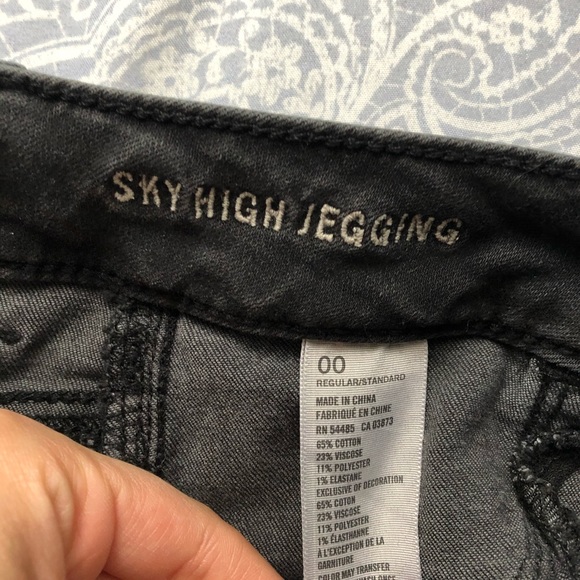 SKY HIGH JEGGING
00
REGULAR/STANDARD
MADE IN CHINA
FABRIQUÉ EN CHINE
RN 54485 CA 03873
65% COTTON
23% VISCOSE
11% POLYESTER
1% ELASTANE
EXCLUSIVE OF DECORATION
65% COTON
23% VISCOSE
11% POLYESTER
1% ÉLASTHANNE
À L'EXCEPTION DE LA
GARNITURE
COLOR MAY TRANSFER
ONCE